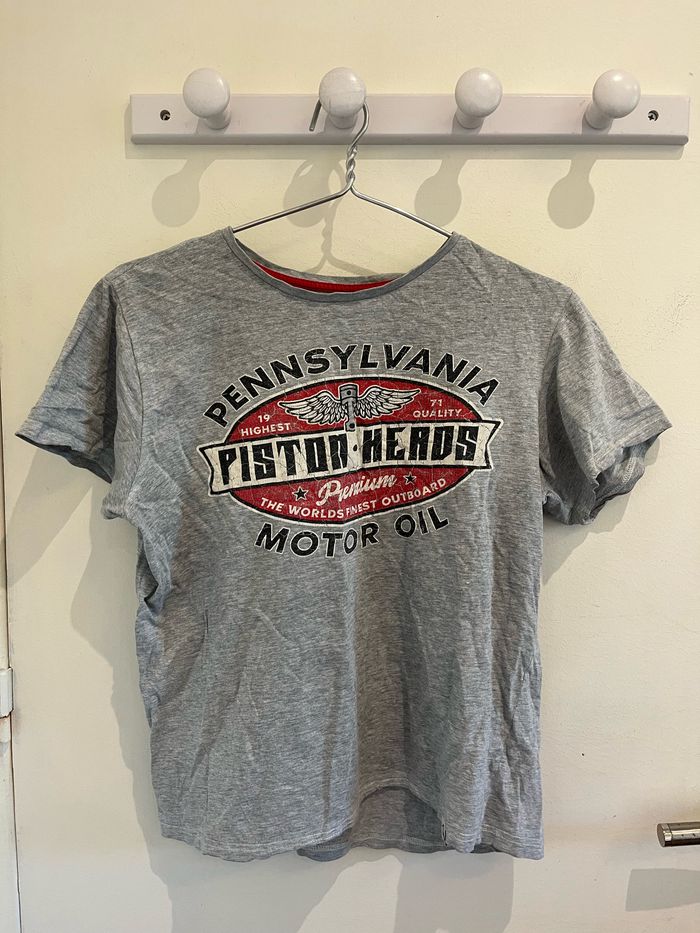 PENNSYLVANIA
19 71
HIGHEST QUALITY
PISTON·HEADS
Premium
THE WORLDS FINEST OUTBOARD
MOTOR OIL